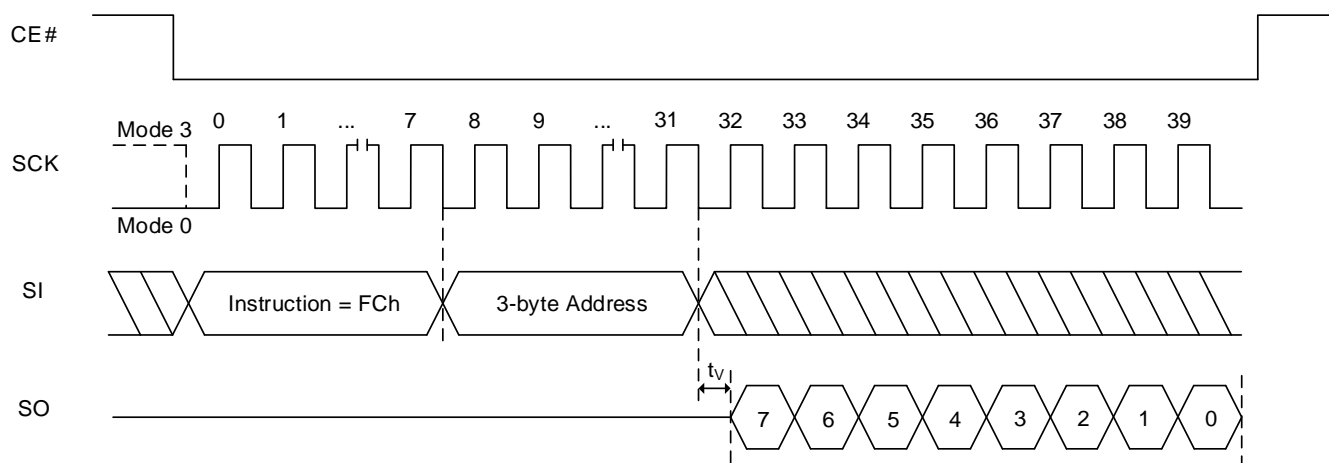 CE#
Mode 3 0 1 ... 7 8 9 ... 31 32 33 34 35 36 37 38 39
SCK
Mode 0
SI Instruction = FCh 3-byte Address
tV
SO 7 6 5 4 3 2 1 0